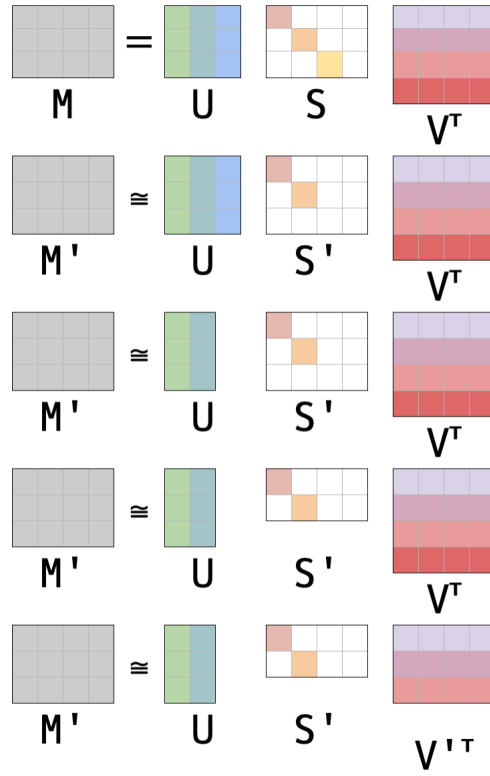 M = U S Vᵀ
M' ≅ U S' Vᵀ
M' ≅ U S' Vᵀ
M' ≅ U S' Vᵀ
M' ≅ U S' V'ᵀ